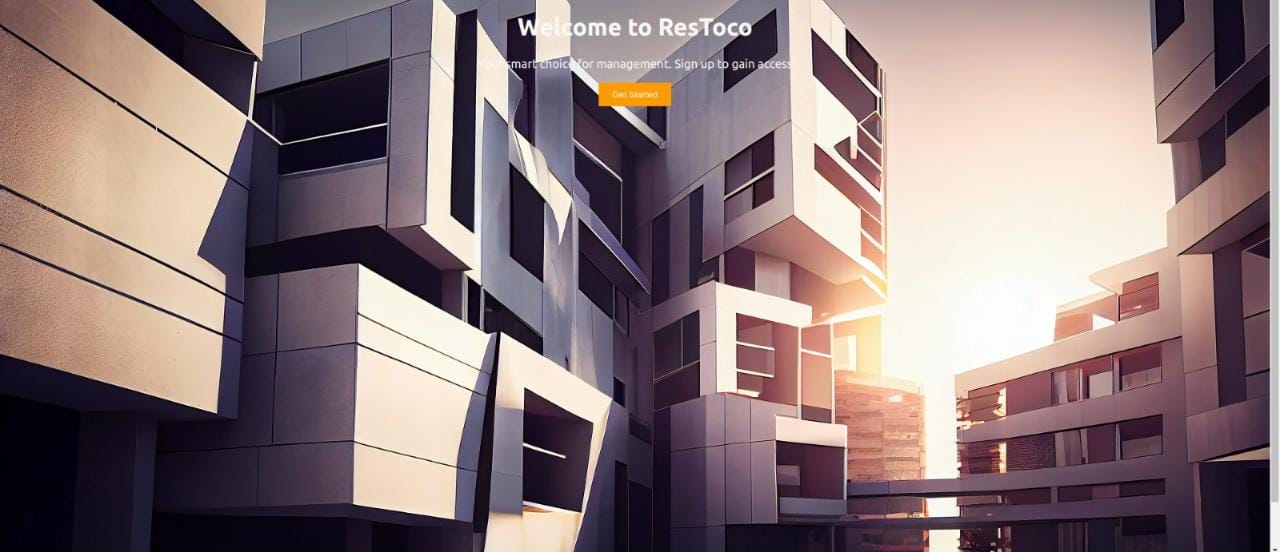 Welcome to ResToco
Your smart choice for management. Sign up to gain access
Get Started